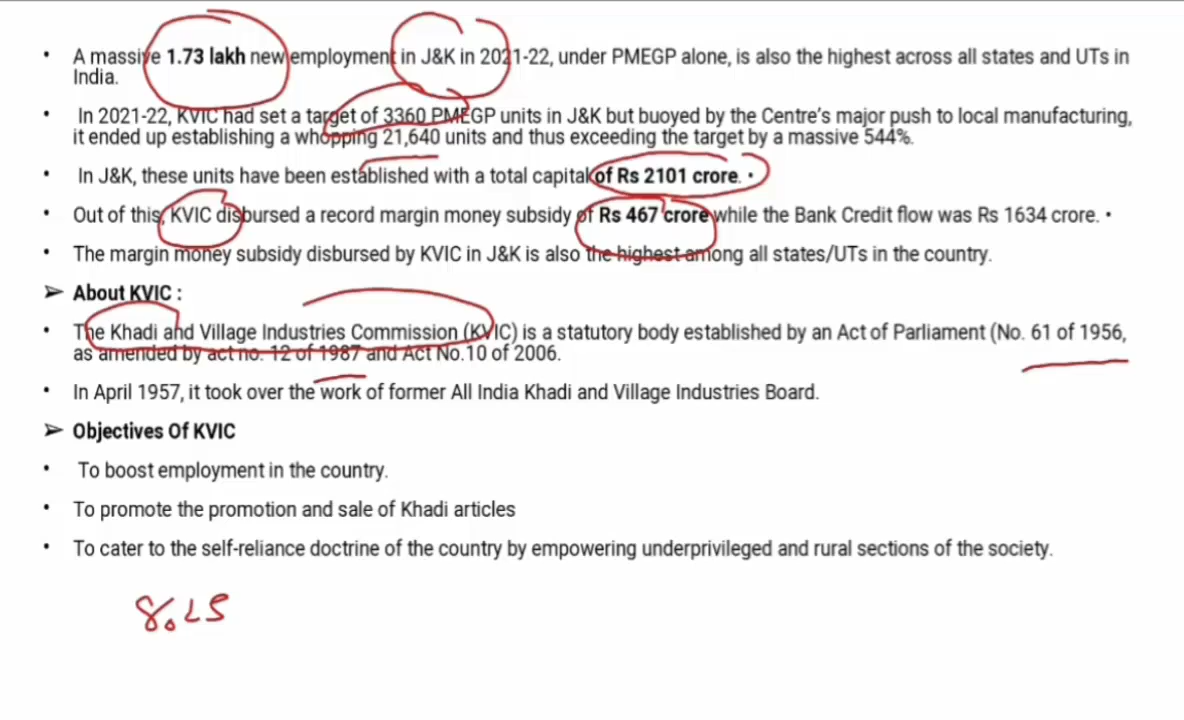 • A massive 1.73 lakh new employment in J&K in 2021-22, under PMEGP alone, is also the highest across all states and UTs in
India.
• In 2021-22, KVIC had set a target of 3360 PMEGP units in J&K but buoyed by the Centre's major push to local manufacturing,
it ended up establishing a whopping 21,640 units and thus exceeding the target by a massive 544%.
• In J&K, these units have been established with a total capital of Rs 2101 crore. •
• Out of this, KVIC disbursed a record margin money subsidy of Rs 467 crore while the Bank Credit flow was Rs 1634 crore. •
• The margin money subsidy disbursed by KVIC in J&K is also the highest among all states/UTs in the country.
➢ About KVIC :
• The Khadi and Village Industries Commission (KVIC) is a statutory body established by an Act of Parliament (No. 61 of 1956,
as amended by act no. 12 of 1987 and Act No.10 of 2006.
• In April 1957, it took over the work of former All India Khadi and Village Industries Board.
➢ Objectives Of KVIC
• To boost employment in the country.
• To promote the promotion and sale of Khadi articles
• To cater to the self-reliance doctrine of the country by empowering underprivileged and rural sections of the society.
8.25